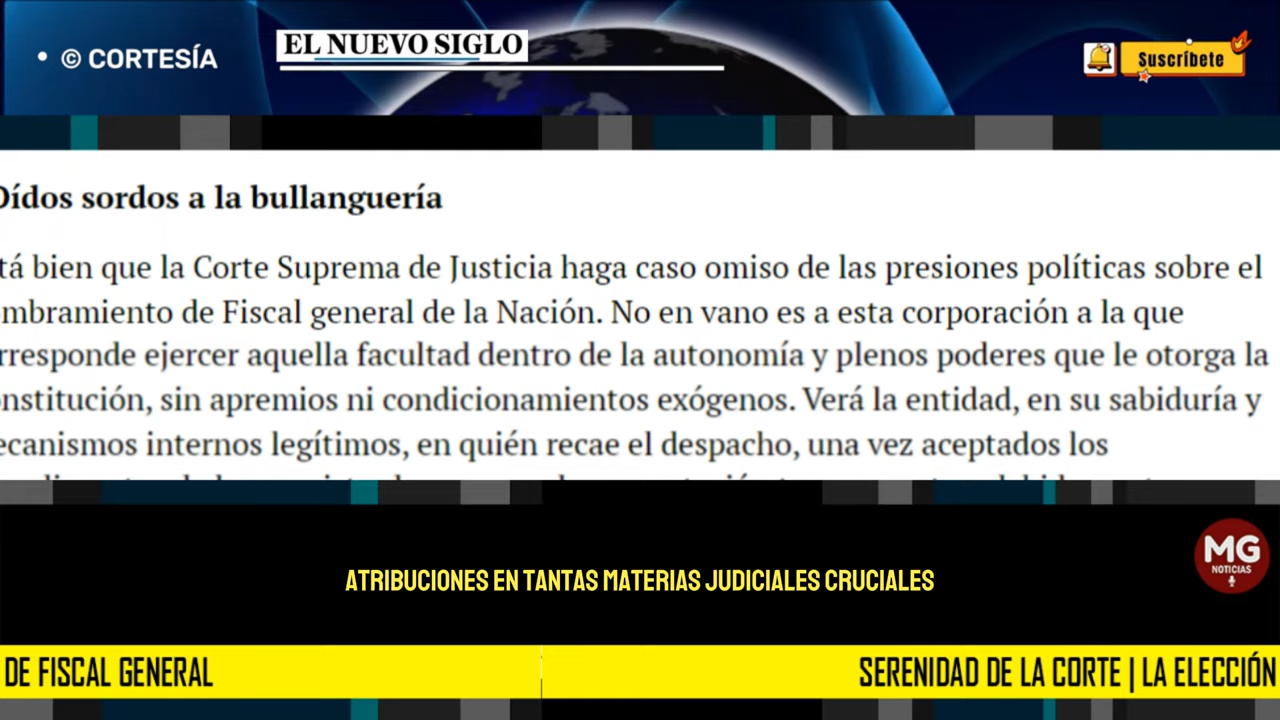 • © CORTESÍA
EL NUEVO SIGLO
Suscríbete
Oídos sordos a la bullanguería
tá bien que la Corte Suprema de Justicia haga caso omiso de las presiones políticas sobre el
ombramiento de Fiscal general de la Nación. No en vano es a esta corporación a la que
rresponde ejercer aquella facultad dentro de la autonomía y plenos poderes que le otorga la
onstitución, sin apremios ni condicionamientos exógenos. Verá la entidad, en su sabiduría y
ecanismos internos legítimos, en quién recae el despacho, una vez aceptados los
MG
NOTICIAS
ATRIBUCIONES EN TANTAS MATERIAS JUDICIALES CRUCIALES
DE FISCAL GENERAL
SERENIDAD DE LA CORTE | LA ELECCIÓN